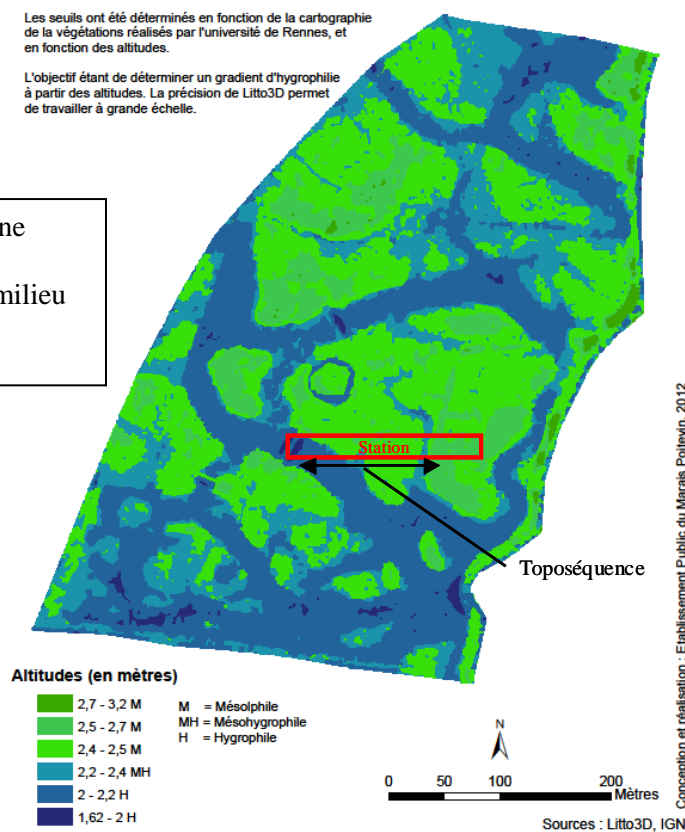 Les seuils ont été déterminés en fonction de la cartographie
de la végétations réalisés par l'université de Rennes, et
en fonction des altitudes.
L'objectif étant de déterminer un gradient d'hygrophilie
à partir des altitudes. La précision de Litto3D permet
de travailler à grande échelle.
ne
milieu
Station
Toposéquence
Altitudes (en mètres)
2,7 - 3,2 M
2,5 - 2,7 M
2,4 - 2,5 M
2,2 - 2,4 MH
2 - 2,2 H
1,62 - 2 H
M = Mésolphile
MH = Mésohygrophile
H = Hygrophile
N
0 50 100 200
Mètres
Sources : Litto3D, IGN
Conception et réalisation : Etablissement Public du Marais Poitevin, 2012